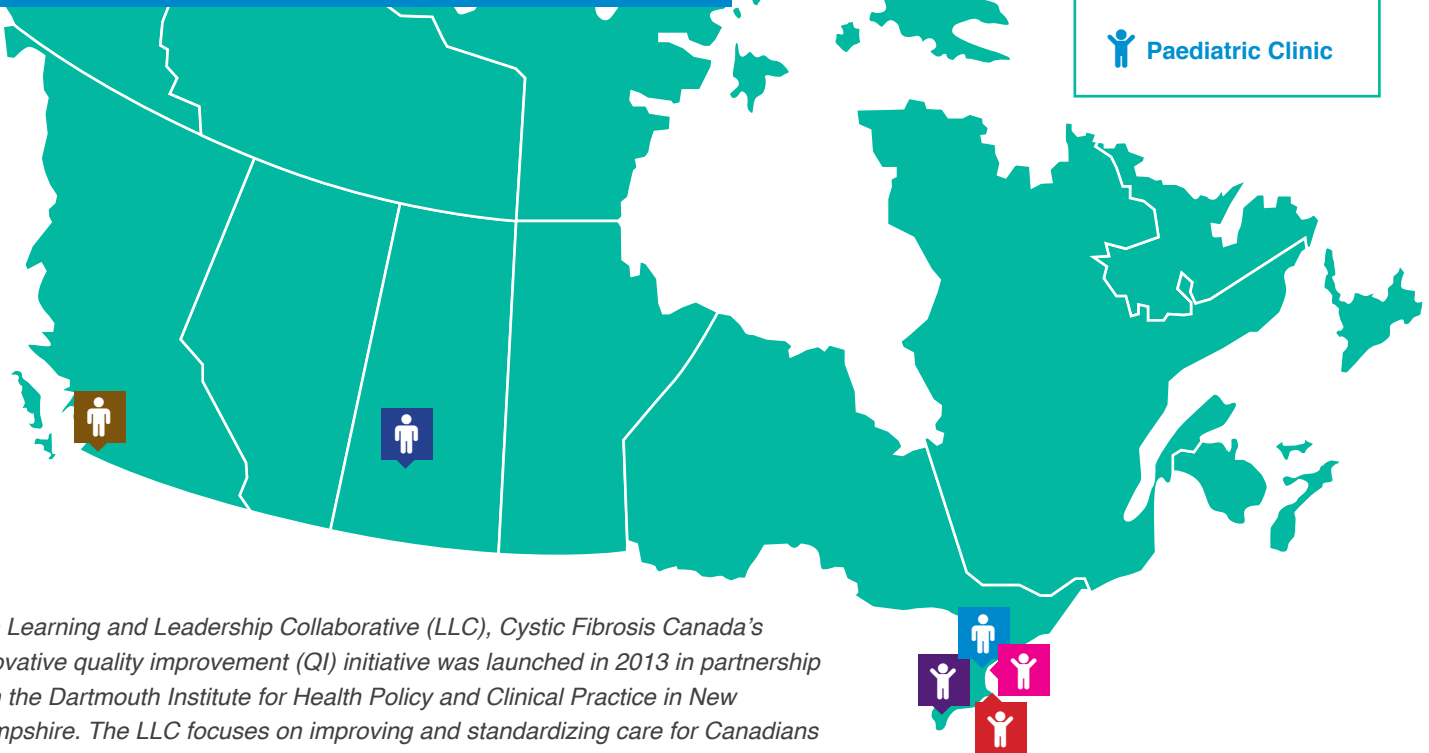 Paediatric Clinic
Learning and Leadership Collaborative (LLC), Cystic Fibrosis Canada's
ovative quality improvement (QI) initiative was launched in 2013 in partnership
the Dartmouth Institute for Health Policy and Clinical Practice in New
mpshire. The LLC focuses on improving and standardizing care for Canadians